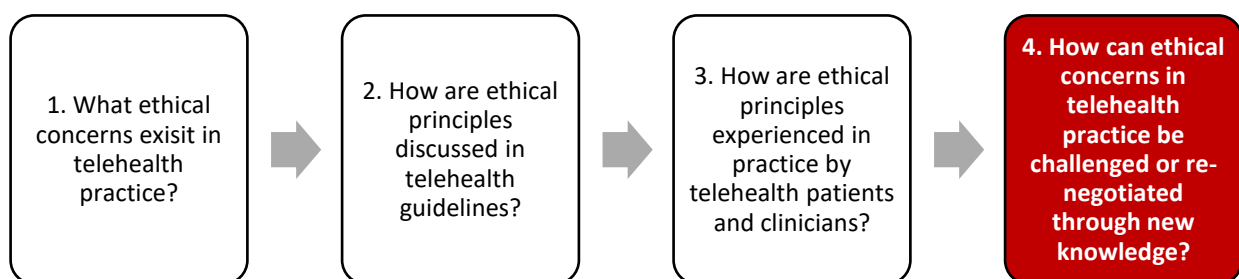 1. What ethical
concerns exisit in
telehealth
practice?
2. How are ethical
principles
discussed in
telehealth
guidelines?
3. How are ethical
principles
experienced in
practice by
telehealth patients
and clinicians?
4. How can ethical
concerns in
telehealth
practice be
challenged or re-
negotiated
through new
knowledge?